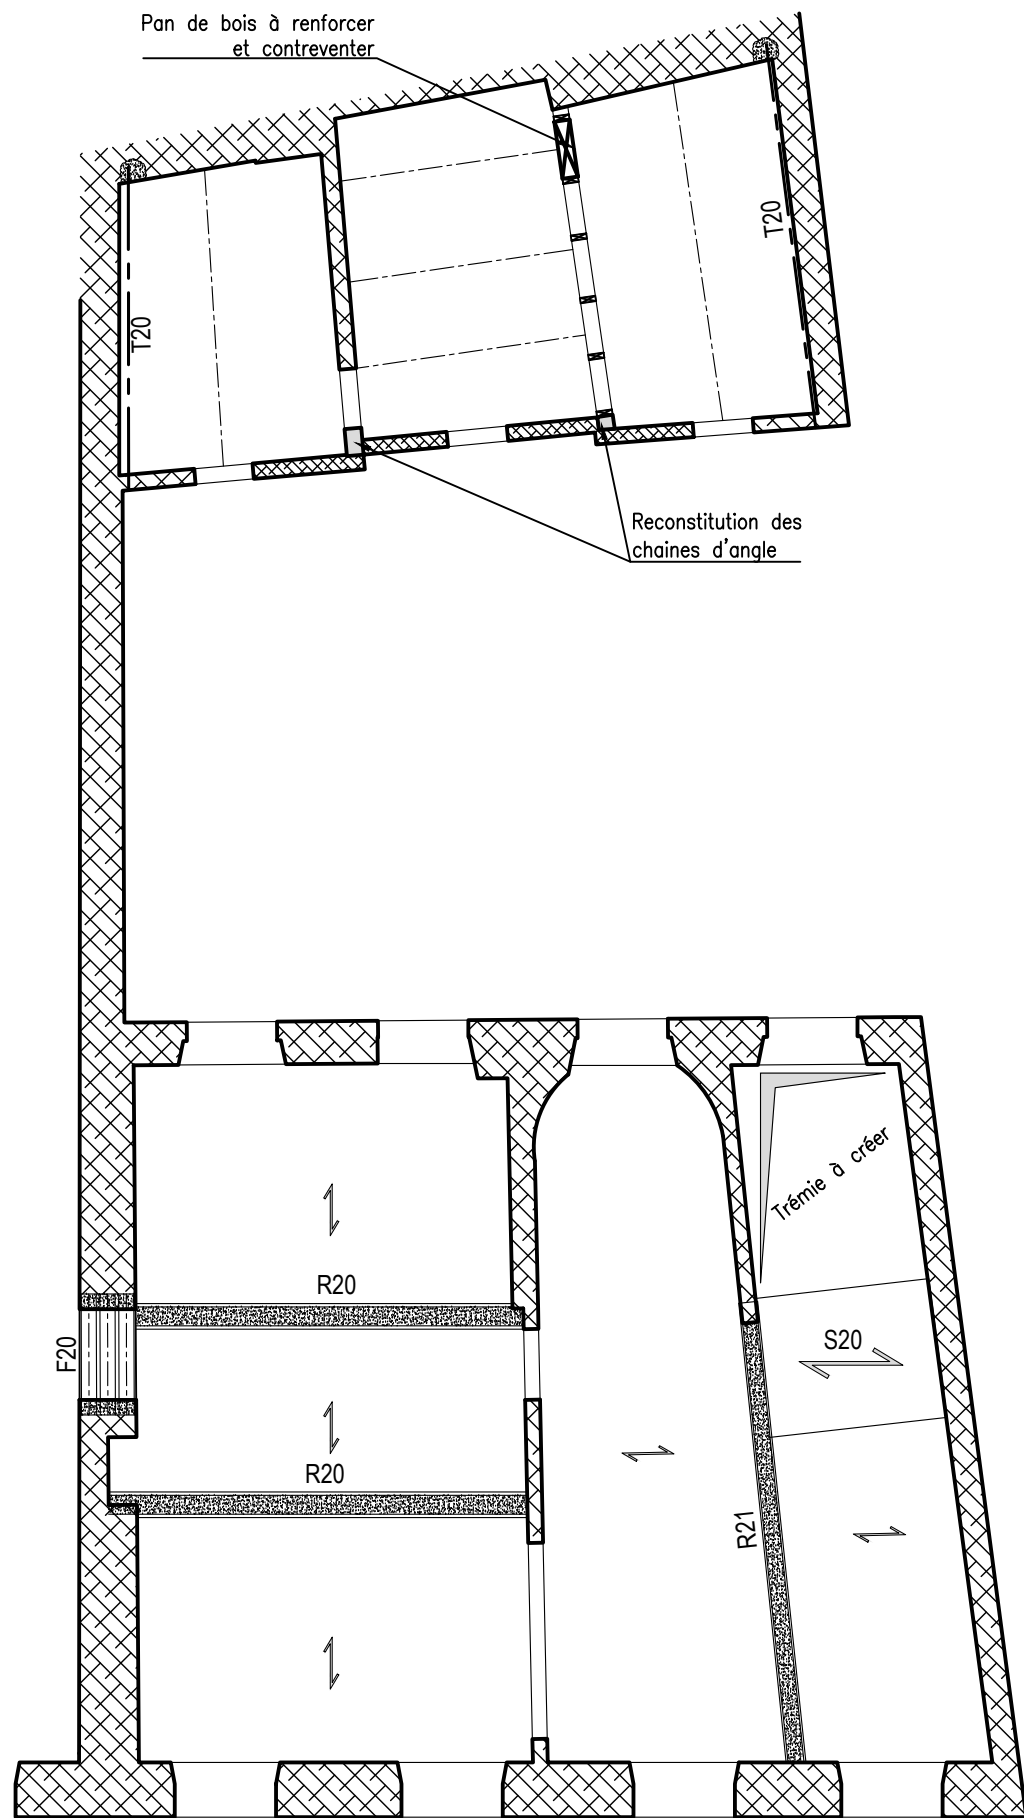 Pan de bois à renforcer
et contreventer
T20
T20
Reconstitution des
chaines d'angle
Trémie à créer
R20
F20
S20
R20
R21